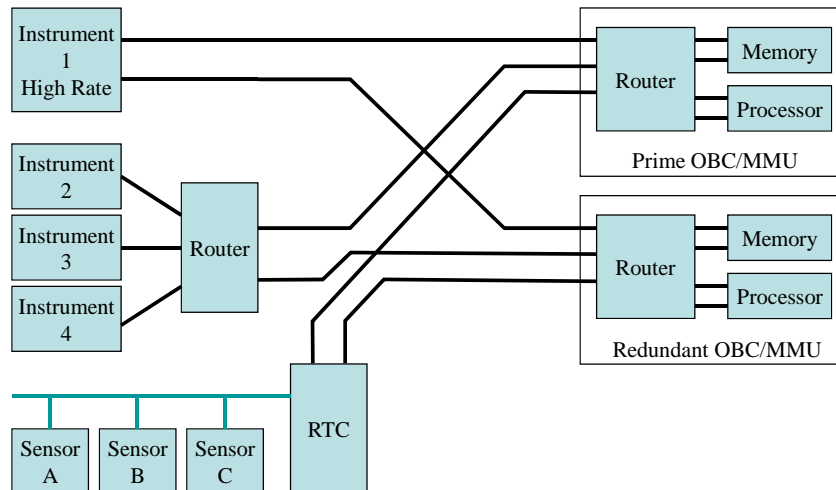 Instrument
1
High Rate
Router
Memory
Processor
Prime OBC/MMU
Instrument
2
Instrument
3
Instrument
4
Router
Router
Memory
Processor
Redundant OBC/MMU
RTC
Sensor
A
Sensor
B
Sensor
C